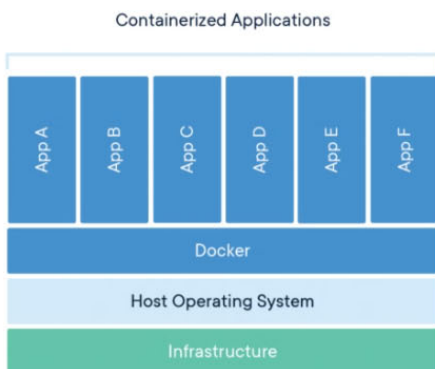 Containerized Applications
App A
App B
App C
App D
App E
App F
Docker
Host Operating System
Infrastructure